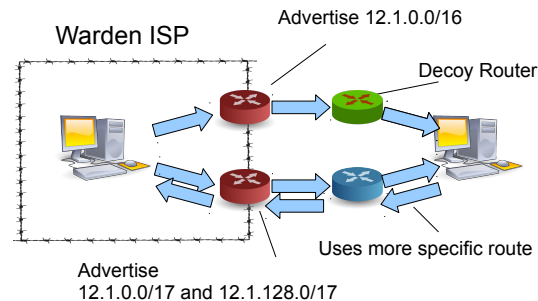 Advertise 12.1.0.0/16
Warden ISP
Decoy Router
Uses more specific route
Advertise
12.1.0.0/17 and 12.1.128.0/17